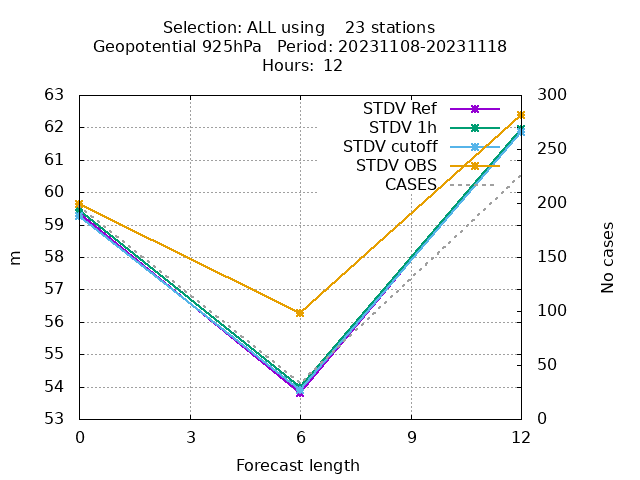 Selection: ALL using    23 stations
Geopotential 925hPa   Period: 20231108-20231118
Hours:  12
STDV Ref
STDV 1h
STDV cutoff
STDV OBS
CASES
63
62
61
60
59
58
57
56
55
54
53
300
250
200
150
100
50
0
m
No cases
0 3 6 9 12
Forecast length